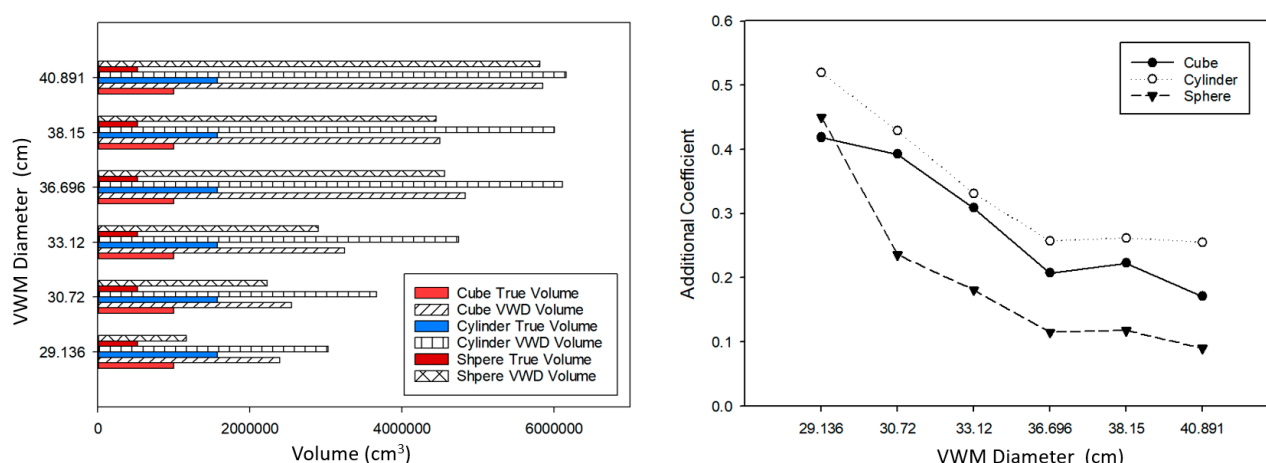 VWM Diameter (cm)
40.891
38.15
36.696
33.12
30.72
29.136
Cube True Volume
Cube VWD Volume
Cylinder True Volume
Cylinder VWD Volume
Shpere True Volume
Shpere VWD Volume
0
2000000
4000000
6000000
Volume (cm³)
Additional Coefficient
0.6
0.5
0.4
0.3
0.2
0.1
0.0
Cube
Cylinder
Sphere
29.136
30.72
33.12
36.696
38.15
40.891
VWM Diameter (cm)